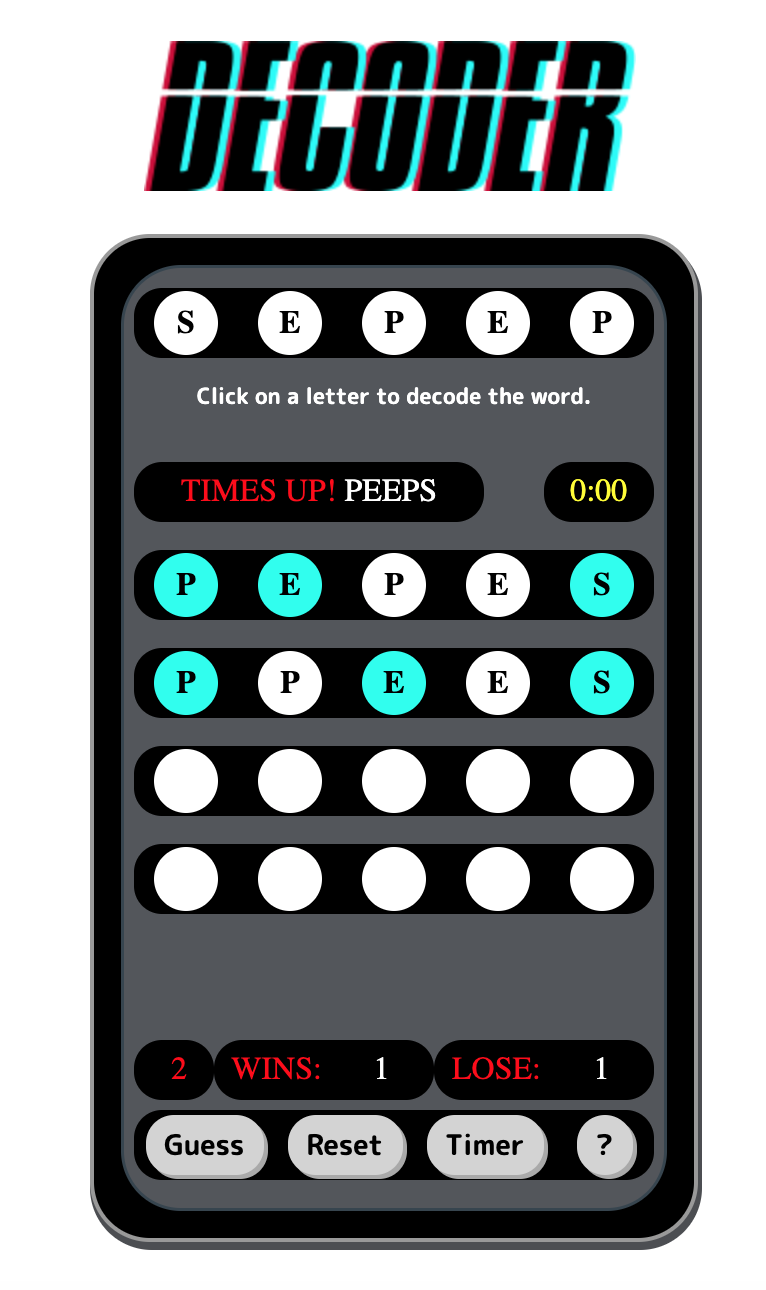 DECODER
S E P E P
Click on a letter to decode the word.
TIMES UP! PEEPS 0:00
P E P E S
P P E E S
2 WINS: 1 LOSE: 1
Guess Reset Timer ?